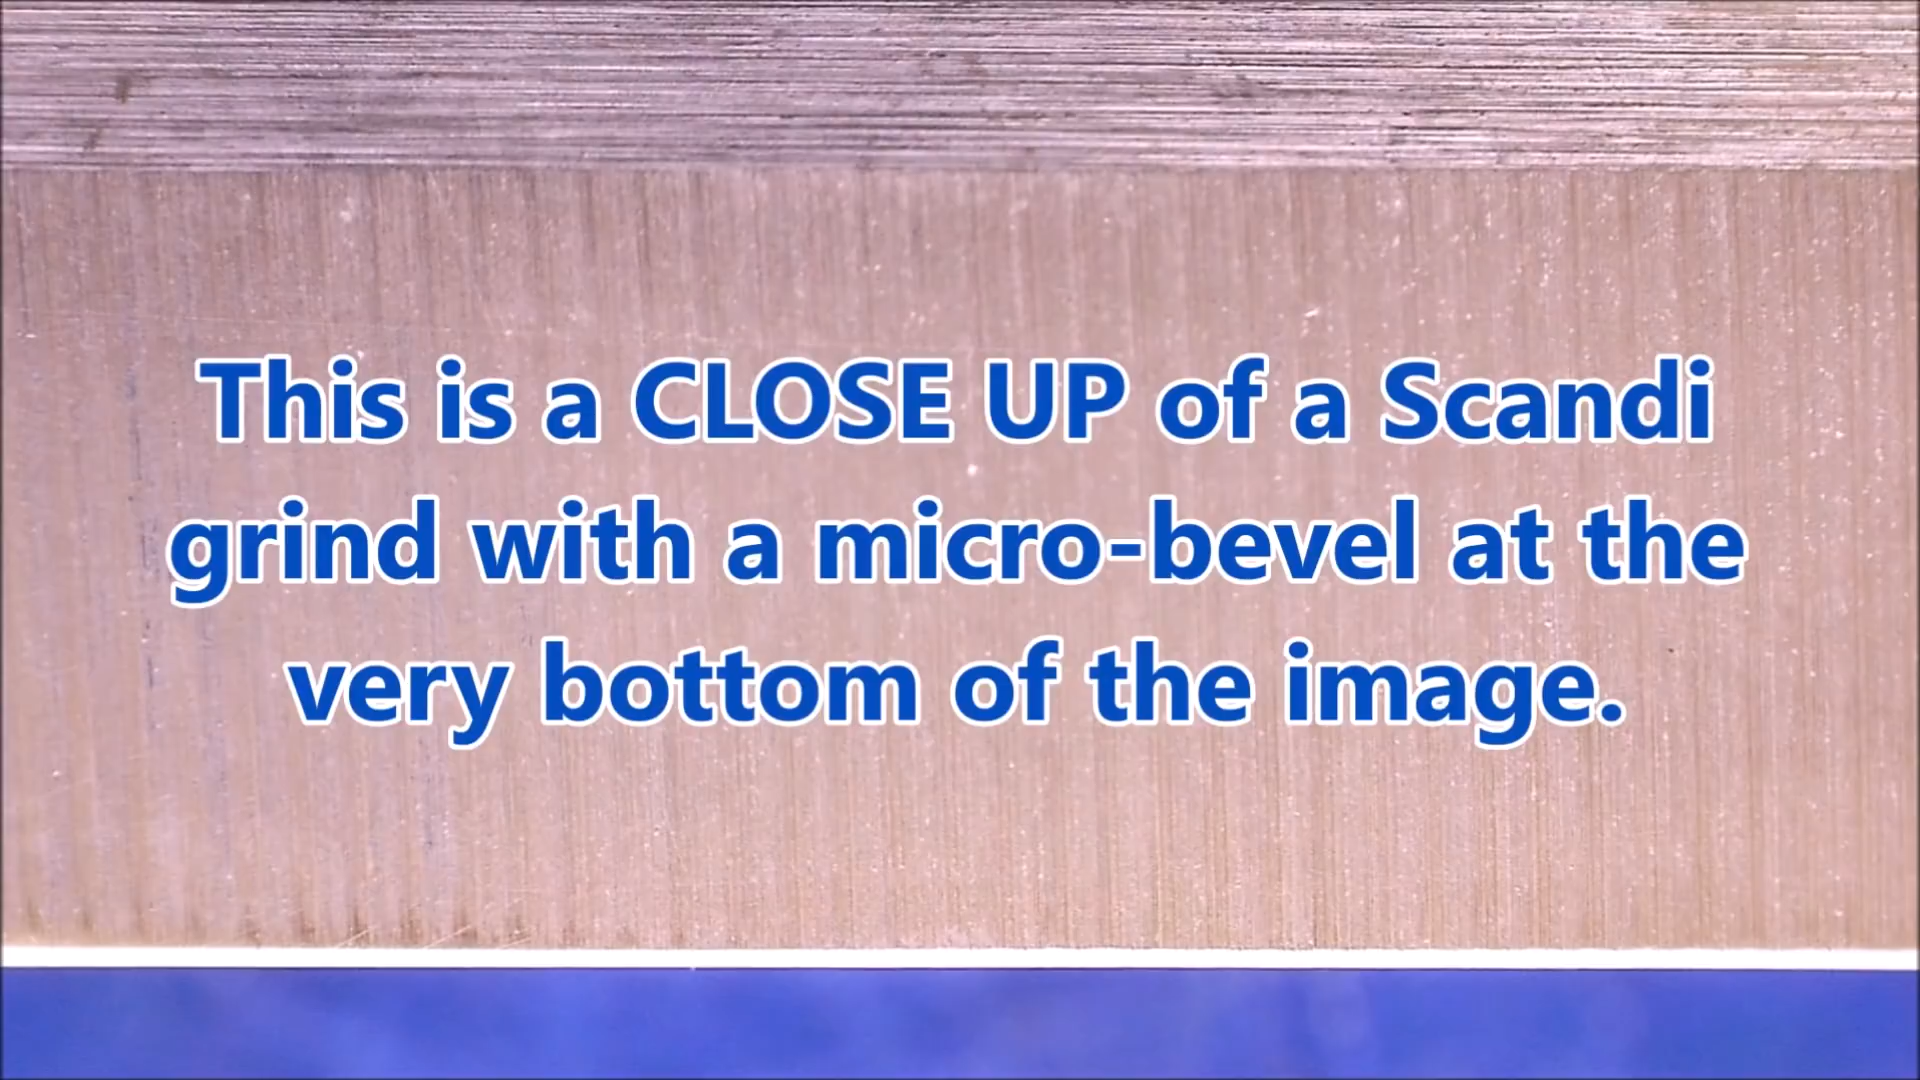 This is a CLOSE UP of a Scandi
grind with a micro-bevel at the
very bottom of the image.